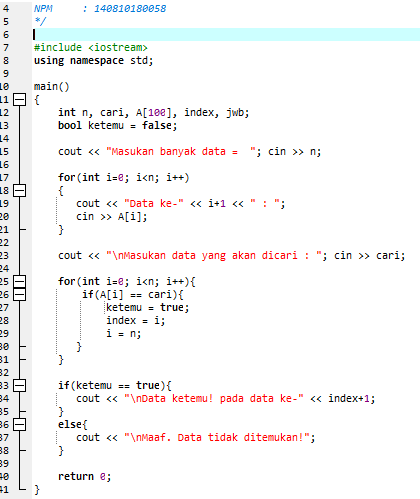 4 NPM     : 140810180058
5 */
6
7 #include <iostream>
8 using namespace std;
9
10 main()
11 {
12     int n, cari, A[100], index, jwb;
13     bool ketemu = false;
14
15     cout << "Masukan banyak data =  "; cin >> n;
16
17     for(int i=0; i<n; i++)
18     {
19         cout << "Data ke-" << i+1 << " : ";
20         cin >> A[i];
21     }
22
23     cout << "\nMasukan data yang akan dicari : "; cin >> cari;
24
25     for(int i=0; i<n; i++){
26         if(A[i] == cari){
27             ketemu = true;
28             index = i;
29             i = n;
30         }
31     }
32
33     if(ketemu == true){
34         cout << "\nData ketemu! pada data ke-" << index+1;
35     }
36     else{
37         cout << "\nMaaf. Data tidak ditemukan!";
38     }
39
40     return 0;
41 }